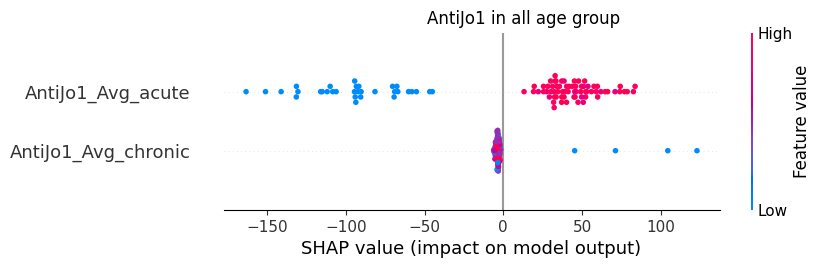 AntiJo1 in all age group
High
AntiJo1_Avg_acute
AntiJo1_Avg_chronic
Feature value
Low
−150 −100 −50 0 50 100
SHAP value (impact on model output)